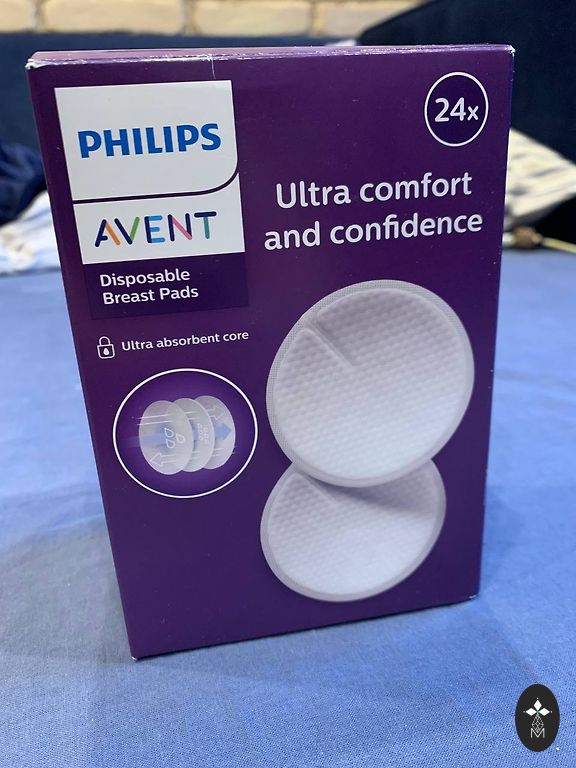 PHILIPS
AVENT
Disposable
Breast Pads
Ultra absorbent core
24x
Ultra comfort
and confidence
M